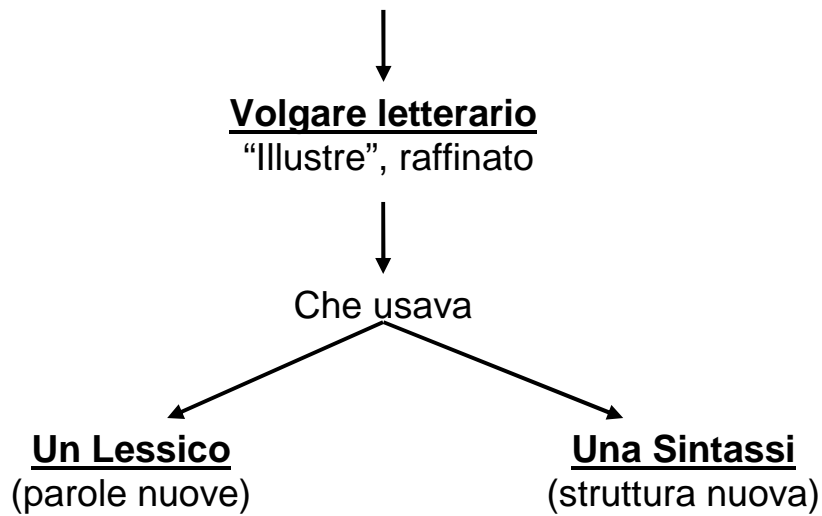 Volgare letterario
“Illustre”, raffinato
Che usava
Un Lessico
(parole nuove)
Una Sintassi
(struttura nuova)